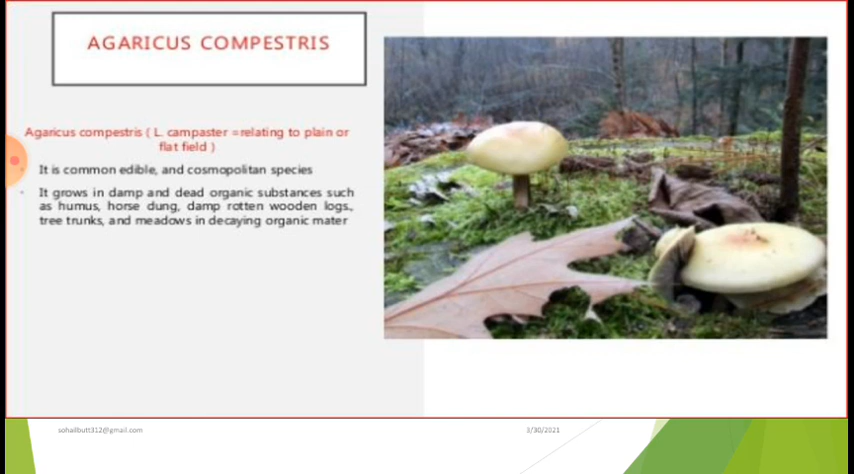 AGARICUS COMPESTRIS
Agaricus compestris ( L. campaster =relating to plain or
flat field )
It is common edible, and cosmopolitan species
It grows in damp and dead organic substances such
as humus, horse dung, damp rotten wooden logs.,
tree trunks, and meadows in decaying organic mater
sohailbutt312@gmail.com
3/30/2021